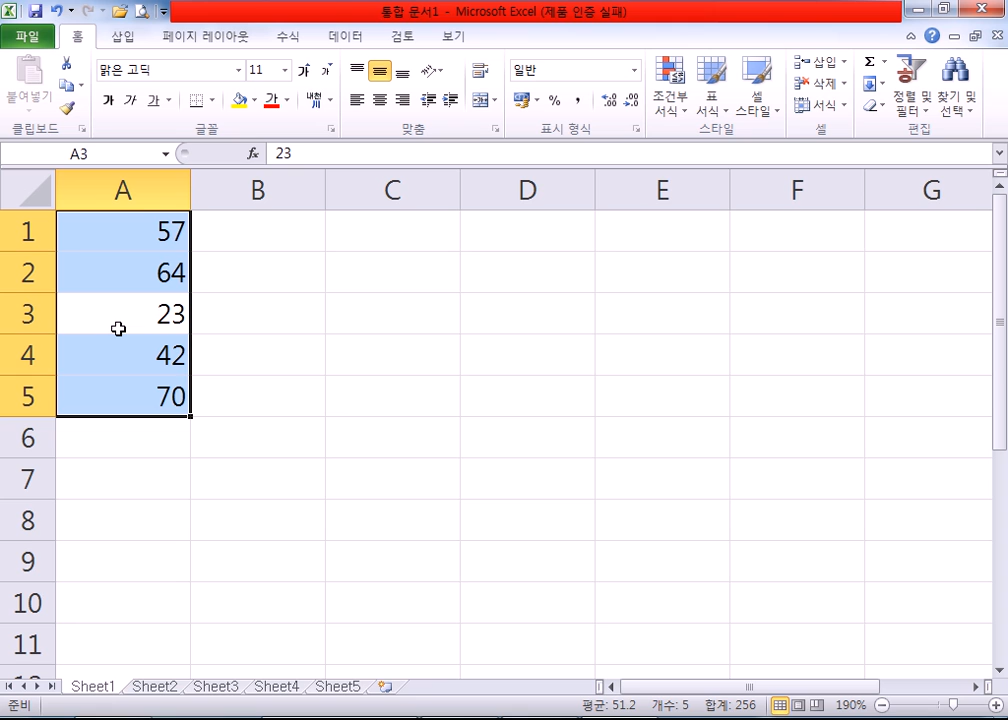 통합 문서1 - Microsoft Excel (제품 인증 실패)
파일 홈 삽입 페이지 레이아웃 수식 데이터 검토 보기
붙여넣기
클립보드
맑은 고딕 11 가 가
가 가 가 가 내천
글꼴
맞춤
일반
% ,
표시 형식
조건부 서식
표 서식
셀 스타일
스타일
삽입
삭제
서식
셀
Σ
정렬 및 필터
찾기 및 선택
편집
A3 fx 23
A B C D E F G
1 57
2 64
3 23
4 42
5 70
6
7
8
9
10
11
Sheet1 Sheet2 Sheet3 Sheet4 Sheet5
준비 평균: 51.2 개수: 5 합계: 256 190%